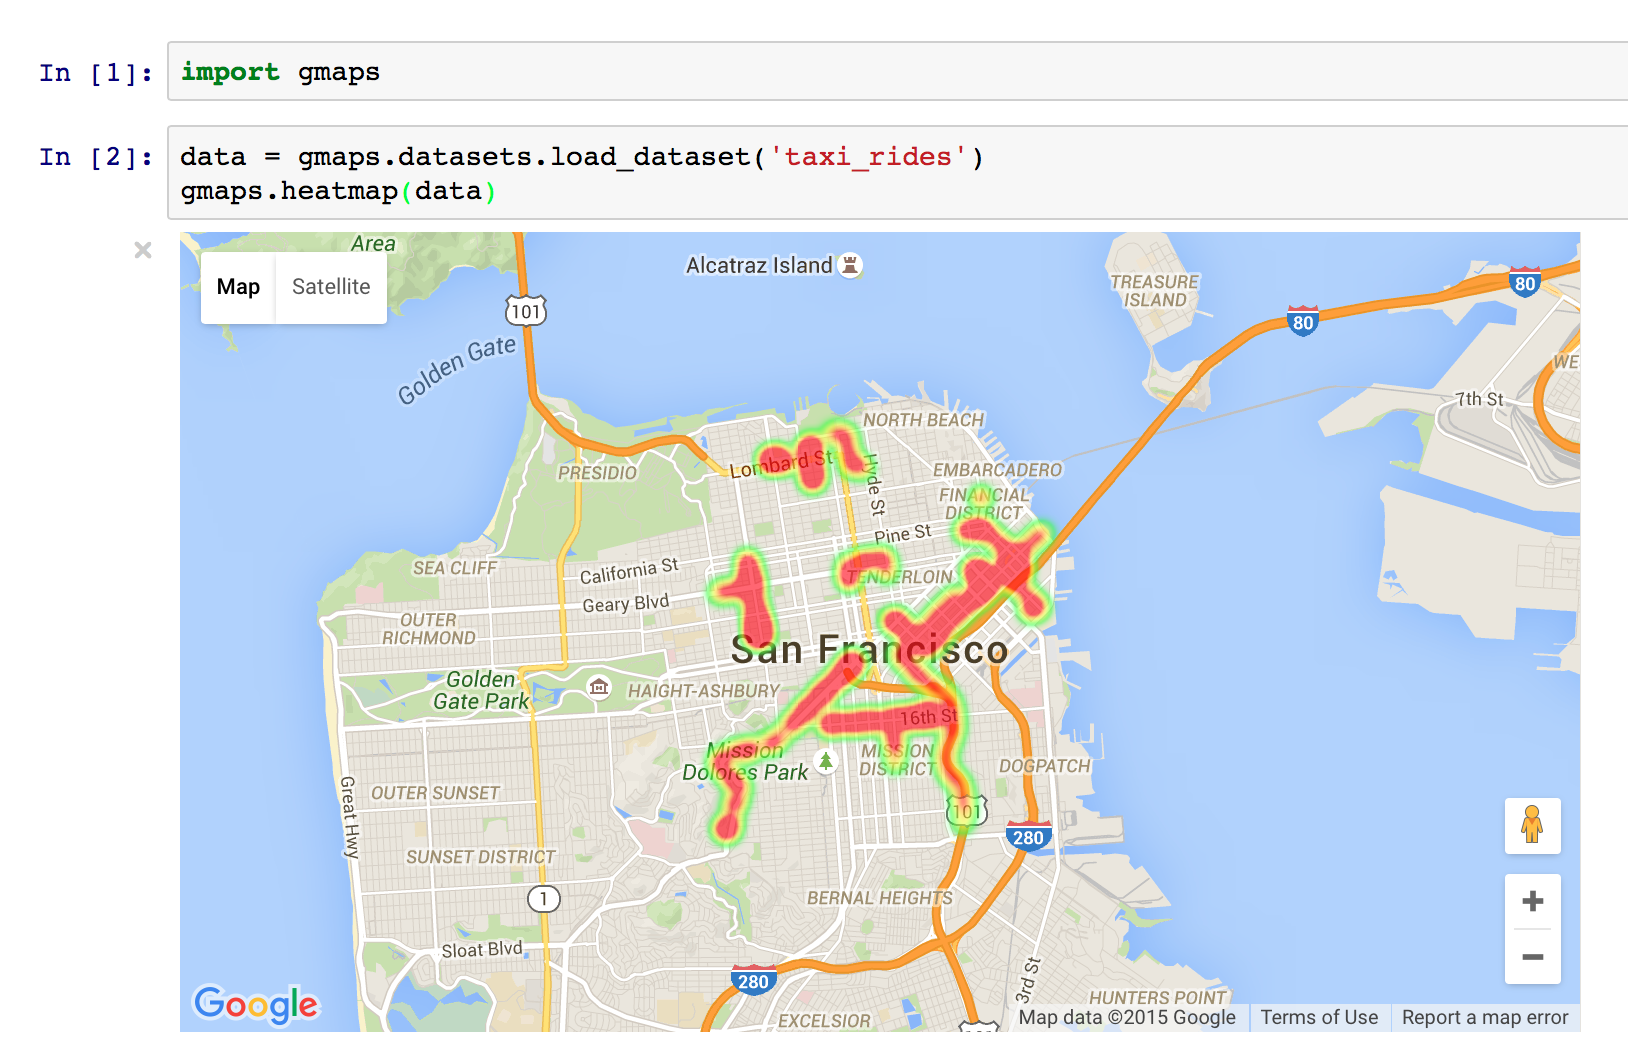 In [1]: import gmaps
In [2]: data = gmaps.datasets.load_dataset('taxi_rides')
gmaps.heatmap(data)
×
Area
Map Satellite
Alcatraz Island
TREASURE
ISLAND
80
80
101
Golden Gate
WE
7th St
NORTH BEACH
Lombard St
Hyde St
PRESIDIO
EMBARCADERO
FINANCIAL
DISTRICT
Pine St
SEA CLIFF
California St
TENDERLOIN
Geary Blvd
OUTER
RICHMOND
San Francisco
Golden
Gate Park
HAIGHT-ASHBURY
16th St
Mission
Dolores Park
MISSION
DISTRICT
DOGPATCH
Great Hwy
OUTER SUNSET
101
280
SUNSET DISTRICT
1
BERNAL HEIGHTS
+
−
Sloat Blvd
280
3rd St
HUNTERS POINT
Google
EXCELSIOR
Map data ©2015 Google Terms of Use Report a map error